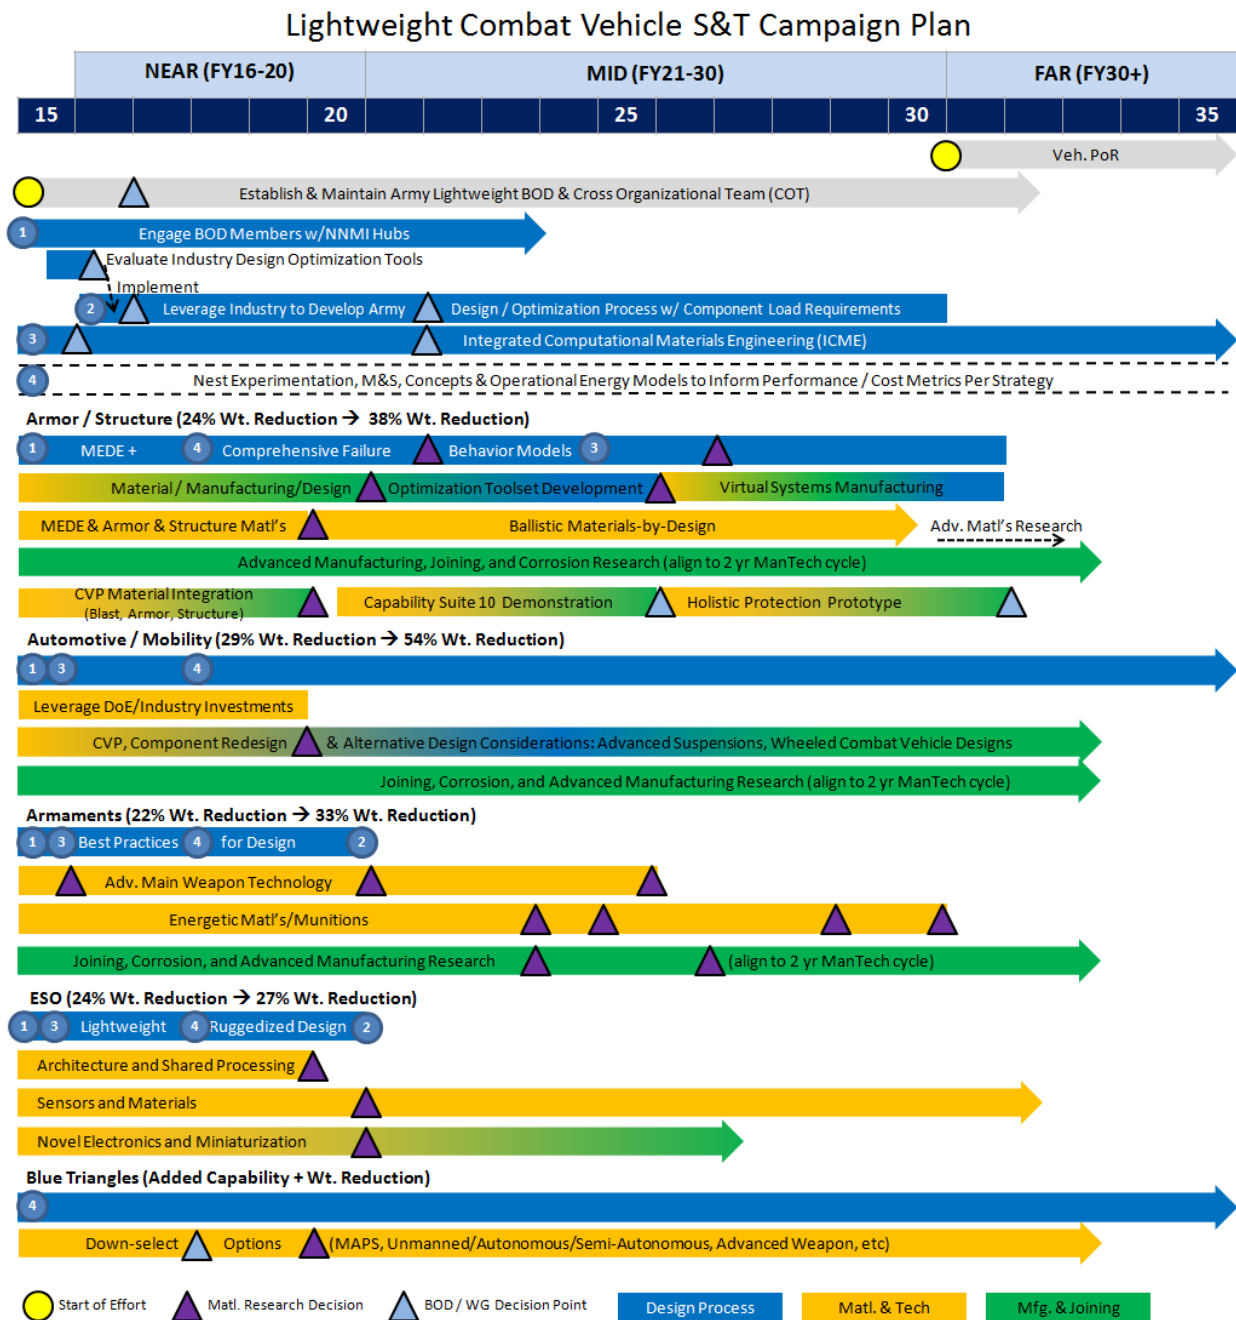 Lightweight Combat Vehicle S&T Campaign Plan
NEAR (FY16-20)
MID (FY21-30)
FAR (FY30+)
15
20
25
30
35
Veh. PoR
Establish & Maintain Army Lightweight BOD & Cross Organizational Team (COT)
1
Engage BOD Members w/NNMI Hubs
Evaluate Industry Design Optimization Tools
Implement
2
Leverage Industry to Develop Army
Design / Optimization Process w/ Component Load Requirements
3
Integrated Computational Materials Engineering (ICME)
4
Nest Experimentation, M&S, Concepts & Operational Energy Models to Inform Performance / Cost Metrics Per Strategy
Armor / Structure (24% Wt. Reduction → 38% Wt. Reduction)
1
MEDE +
4
Comprehensive Failure
Behavior Models
3
Material / Manufacturing/Design
Optimization Toolset Development
Virtual Systems Manufacturing
MEDE & Armor & Structure Matl's
Ballistic Materials-by-Design
Adv. Matl's Research
Advanced Manufacturing, Joining, and Corrosion Research (align to 2 yr ManTech cycle)
CVP Material Integration
(Blast, Armor, Structure)
Capability Suite 10 Demonstration
Holistic Protection Prototype
Automotive / Mobility (29% Wt. Reduction → 54% Wt. Reduction)
1
3
4
Leverage DoE/Industry Investments
CVP, Component Redesign
& Alternative Design Considerations: Advanced Suspensions, Wheeled Combat Vehicle Designs
Joining, Corrosion, and Advanced Manufacturing Research (align to 2 yr ManTech cycle)
Armaments (22% Wt. Reduction → 33% Wt. Reduction)
1
3
Best Practices
4
for Design
2
Adv. Main Weapon Technology
Energetic Matl's/Munitions
Joining, Corrosion, and Advanced Manufacturing Research
(align to 2 yr ManTech cycle)
ESO (24% Wt. Reduction → 27% Wt. Reduction)
1
3
Lightweight
4
Ruggedized Design
2
Architecture and Shared Processing
Sensors and Materials
Novel Electronics and Miniaturization
Blue Triangles (Added Capability + Wt. Reduction)
4
Down-select
Options
(MAPS, Unmanned/Autonomous/Semi-Autonomous, Advanced Weapon, etc)
Start of Effort
Matl. Research Decision
BOD / WG Decision Point
Design Process
Matl. & Tech
Mfg. & Joining